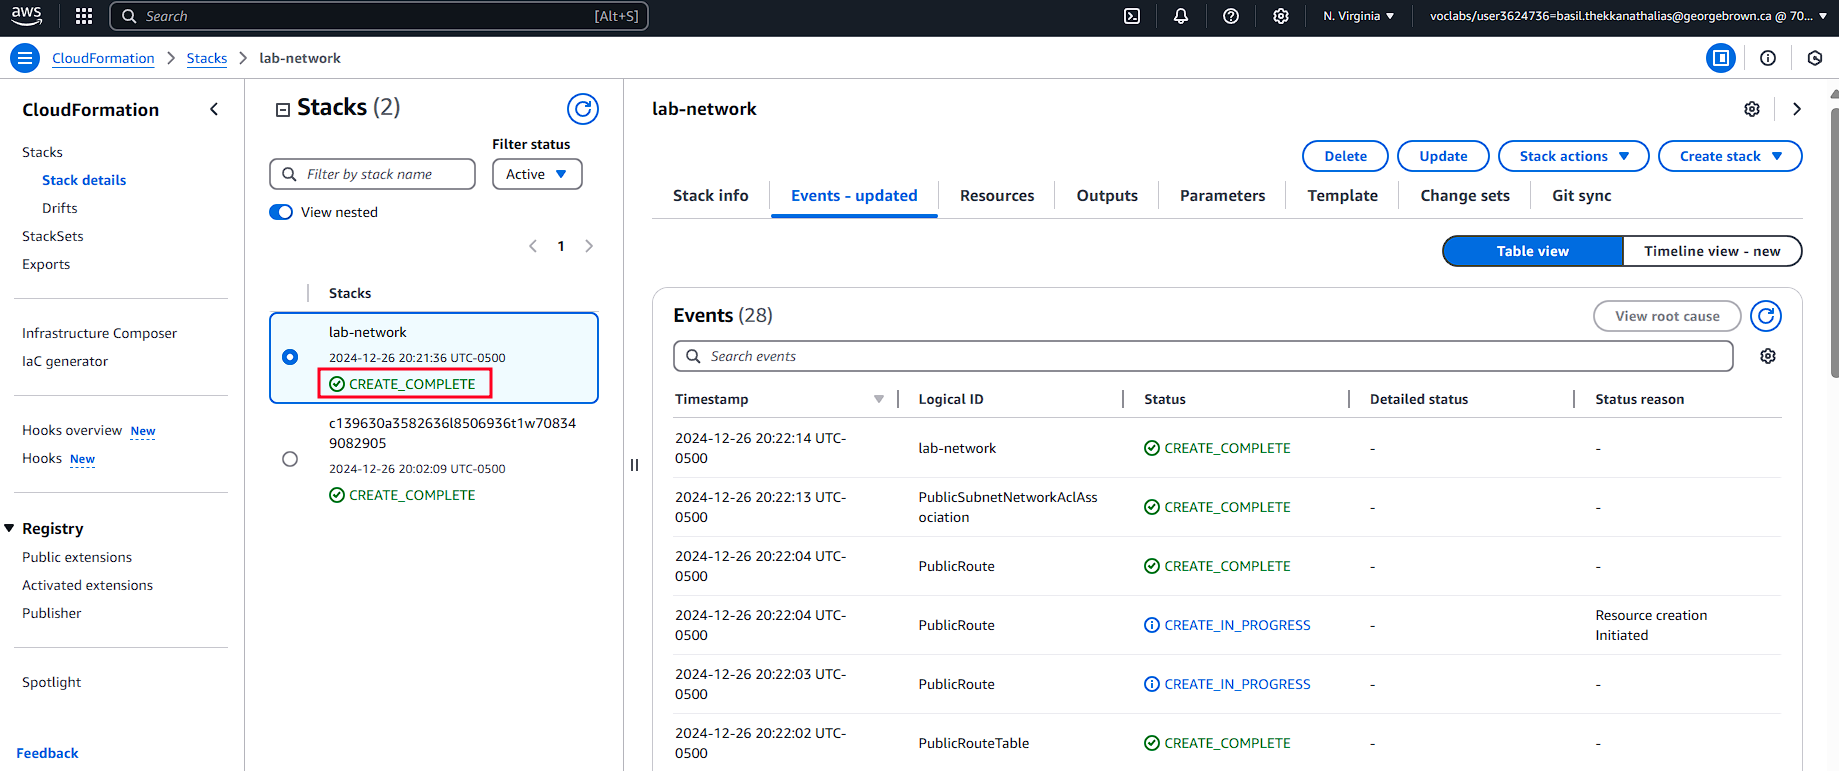 aws
Search [Alt+S]
N. Virginia
voclabs/user3624736=basil.thekkanathalias@georgebrown.ca @ 70...
CloudFormation > Stacks > lab-network
CloudFormation
Stacks
Stack details
Drifts
StackSets
Exports
Infrastructure Composer
IaC generator
Hooks overview New
Hooks New
Registry
Public extensions
Activated extensions
Publisher
Spotlight
Feedback
Stacks (2)
Filter status
Filter by stack name
Active
View nested
1
Stacks
lab-network
2024-12-26 20:21:36 UTC-0500
CREATE_COMPLETE
c139630a3582636l8506936t1w70834
9082905
2024-12-26 20:02:09 UTC-0500
CREATE_COMPLETE
lab-network
Delete Update Stack actions Create stack
Stack info Events - updated Resources Outputs Parameters Template Change sets Git sync
Table view Timeline view - new
Events (28)
View root cause
Search events
Timestamp Logical ID Status Detailed status Status reason
2024-12-26 20:22:14 UTC-
0500 lab-network CREATE_COMPLETE - -
2024-12-26 20:22:13 UTC- PublicSubnetNetworkAclAss
0500 ociation CREATE_COMPLETE - -
2024-12-26 20:22:04 UTC-
0500 PublicRoute CREATE_COMPLETE - -
2024-12-26 20:22:04 UTC- Resource creation
0500 PublicRoute CREATE_IN_PROGRESS - Initiated
2024-12-26 20:22:03 UTC-
0500 PublicRoute CREATE_IN_PROGRESS - -
2024-12-26 20:22:02 UTC-
0500 PublicRouteTable CREATE_COMPLETE - -